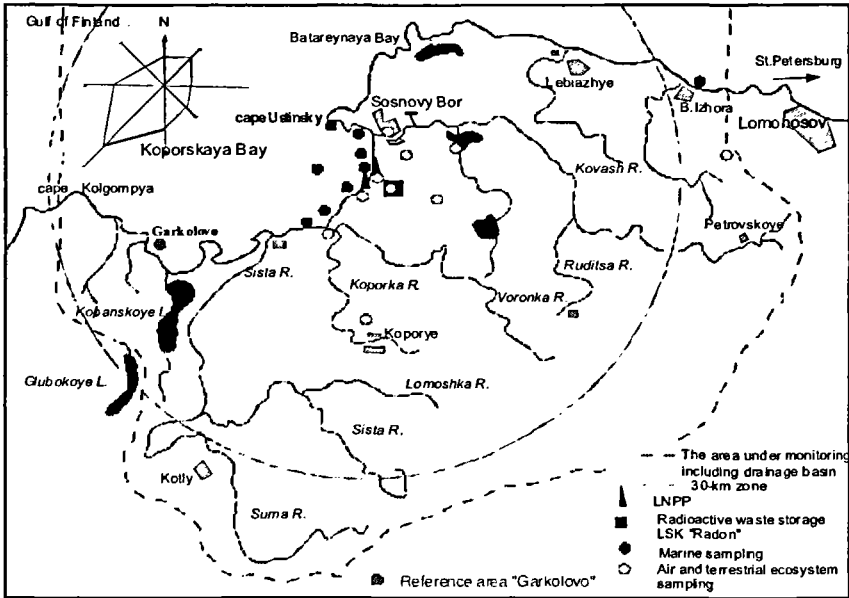 Gulf of Finland
N
Batareynaya Bay
St.Petersburg
Lebiazhye
cape Ustinsky
Sosnovy Bor
B.Izhora
Lomonosov
Koporskaya Bay
Kovash R.
cape Kolgompya
Garkolovo
Petrovskoye
Sista R.
Koporka R.
Ruditsa R.
Voronka R.
Kopanskoye L.
Koporye
Glubokoye L.
Lomoshka R.
Sista R.
Kotly
Suma R.
The area under monitoring
including drainage basin
30-km zone
LNPP
Radioactive waste storage
LSK "Radon"
Marine sampling
Air and terrestrial ecosystem
sampling
Reference area "Garkolovo"